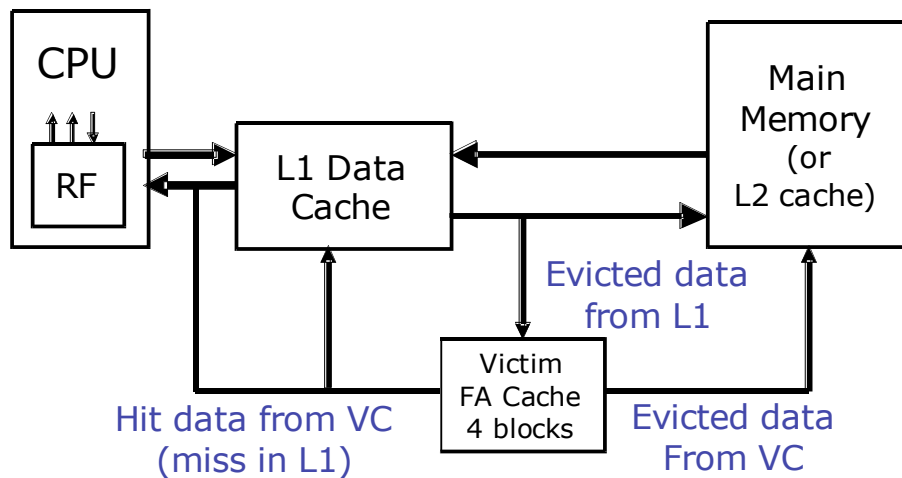 CPU
RF
L1 Data
Cache
Main
Memory
(or
L2 cache)
Evicted data
from L1
Victim
FA Cache
4 blocks
Hit data from VC
(miss in L1)
Evicted data
From VC